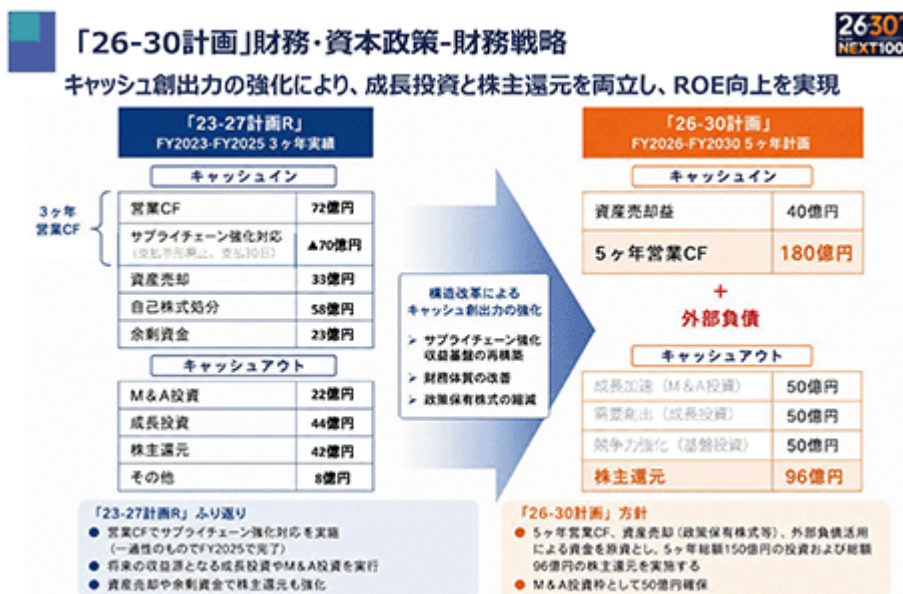 「26-30計画」財務・資本政策-財務戦略
26-30
NEXT100
キャッシュ創出力の強化により、成長投資と株主還元を両立し、ROE向上を実現
「23-27計画R」
FY2023-FY2025 3ヶ年実績
キャッシュイン
3ヶ年
営業CF
営業CF 72億円
サプライチェーン強化対応 ▲70億円
(支払手形廃止、支払30日)
資産売却 33億円
自己株式処分 58億円
余剰資金 23億円
キャッシュアウト
M&A投資 22億円
成長投資 44億円
株主還元 42億円
その他 8億円
「23-27計画R」ふり返り
● 営業CFでサプライチェーン強化対応を実施
(一過性のものでFY2025で完了)
● 将来の収益源となる成長投資やM&A投資を実行
● 資産売却や余剰資金で株主還元も強化
構造改革による
キャッシュ創出力の強化
➢ サプライチェーン強化
収益基盤の再構築
➢ 財務体質の改善
➢ 政策保有株式の縮減
「26-30計画」
FY2026-FY2030 5ヶ年計画
キャッシュイン
資産売却益 40億円
5ヶ年営業CF 180億円
+
外部負債
キャッシュアウト
成長加速(M&A投資) 50億円
需要創出(成長投資) 50億円
競争力強化(基盤投資) 50億円
株主還元 96億円
「26-30計画」方針
● 5ヶ年営業CF、資産売却(政策保有株式等)、外部負債活用
による資金を原資とし、5ヶ年総額150億円の投資および総額
96億円の株主還元を実施する
● M&A投資枠として50億円確保